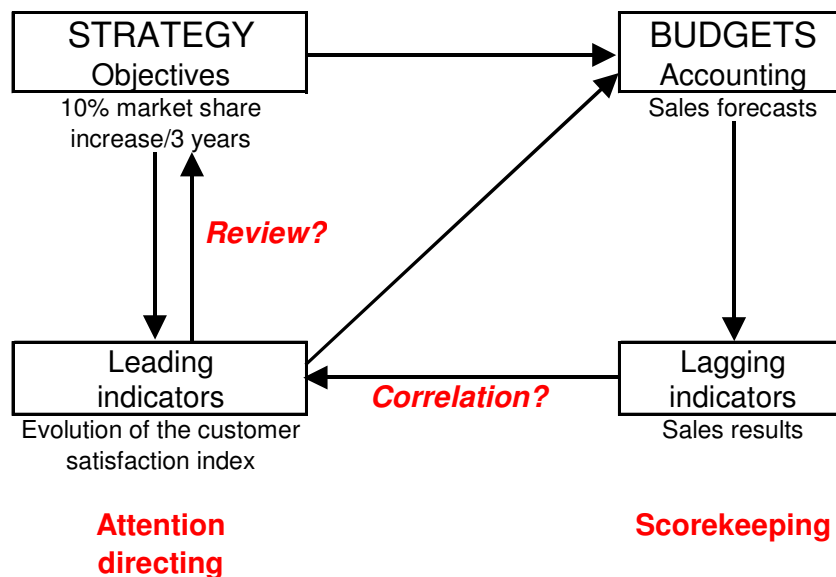 STRATEGY
Objectives
10% market share
increase/3 years
BUDGETS
Accounting
Sales forecasts
Review?
Leading
indicators
Evolution of the customer
satisfaction index
Correlation?
Lagging
indicators
Sales results
Attention
directing
Scorekeeping